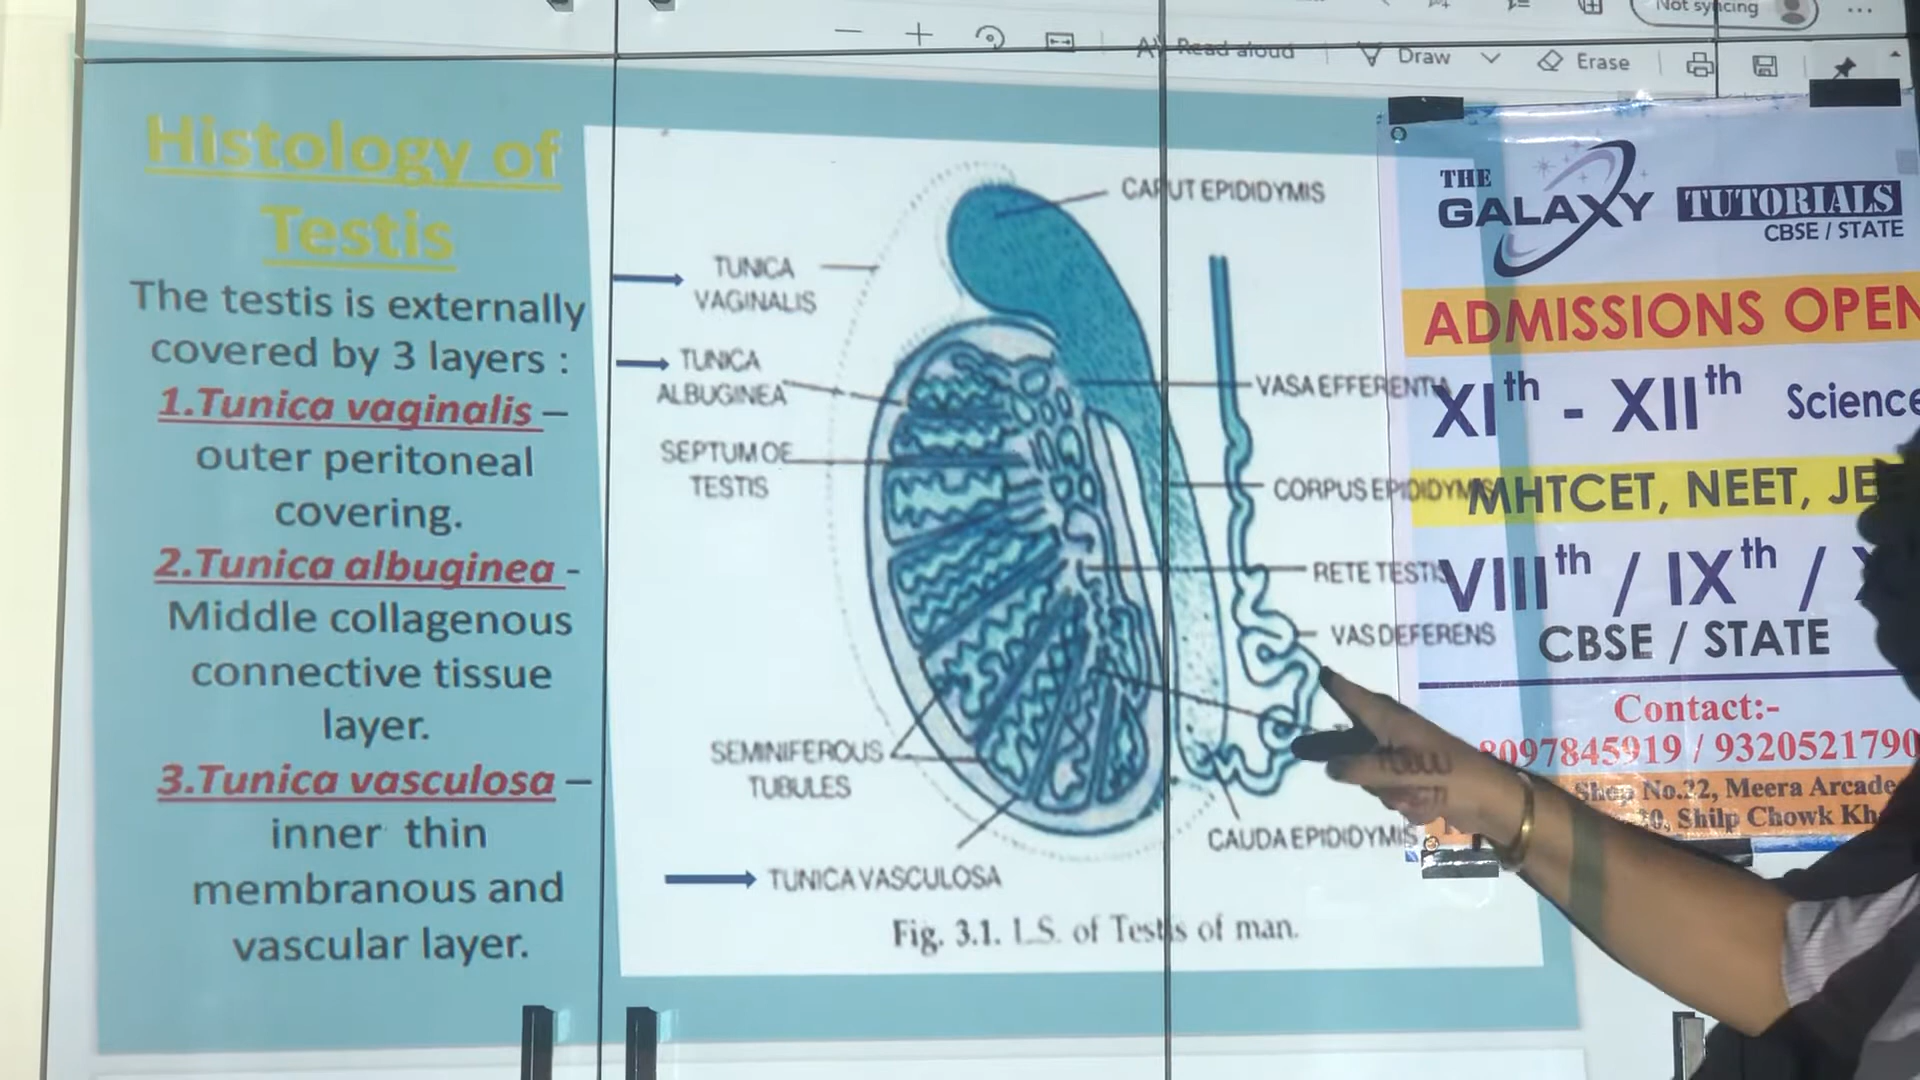 Not syncing
Read aloud
Draw
Erase
Histology of
Testis
The testis is externally
covered by 3 layers :
1.Tunica vaginalis –
outer peritoneal
covering.
2.Tunica albuginea -
Middle collagenous
connective tissue
layer.
3.Tunica vasculosa –
inner thin
membranous and
vascular layer.
CAPUT EPIDIDYMIS
TUNICA
VAGINALIS
TUNICA
ALBUGINEA
SEPTUM OF
TESTIS
VASA EFFERENTIA
CORPUS EPIDIDYMIS
RETE TESTIS
VAS DEFERENS
SEMINIFEROUS
TUBULES
CAUDA EPIDIDYMIS
TUNICA VASCULOSA
Fig. 3.1. L.S. of Testis of man.
THE
GALAXY TUTORIALS
CBSE / STATE
ADMISSIONS OPEN
XIth - XIIth Science
MHTCET, NEET,
VIIIth / IXth /
CBSE / STATE
Contact:-
8097845919 / 9320521790
Shop No.22, Meera Arcade
Shilp Chowk